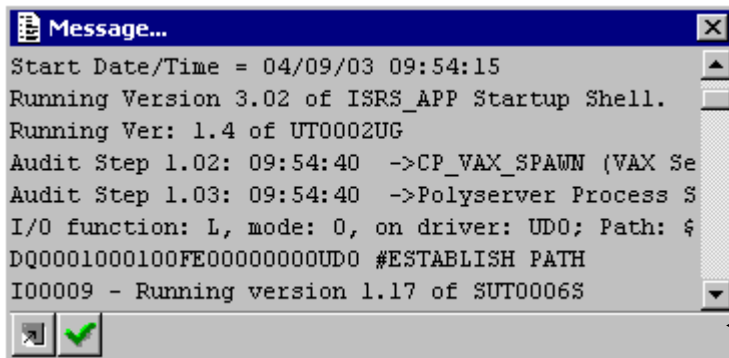 Message...
Start Date/Time = 04/09/03 09:54:15
Running Version 3.02 of ISRS_APP Startup Shell.
Running Ver: 1.4 of UT0002UG
Audit Step 1.02: 09:54:40 ->CP_VAX_SPAWN (VAX Se
Audit Step 1.03: 09:54:40 ->Polyserver Process S
I/O function: L, mode: 0, on driver: UD0; Path: $
DQ0001000100FE00000000UD0 #ESTABLISH PATH
I00009 - Running version 1.17 of SUT0006S